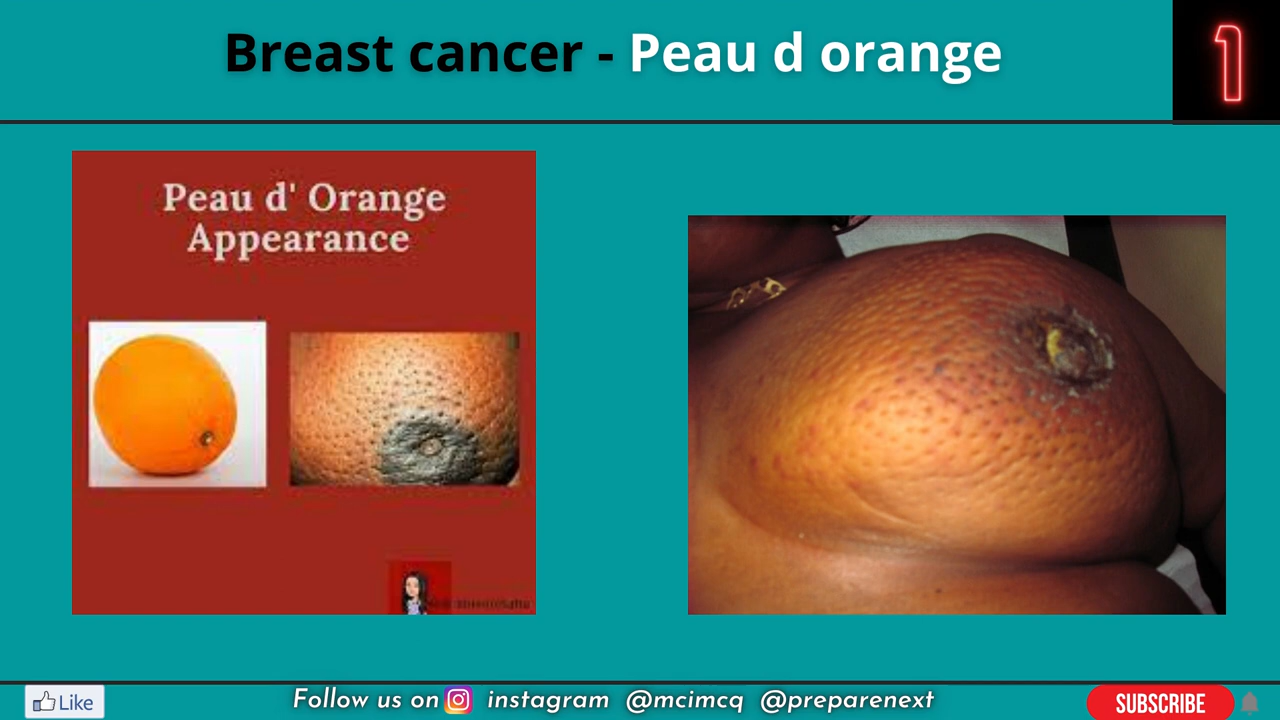 Breast cancer - Peau d orange
1
Peau d' Orange
Appearance
Like
Follow us on instagram @mcimcq @preparenext
SUBSCRIBE